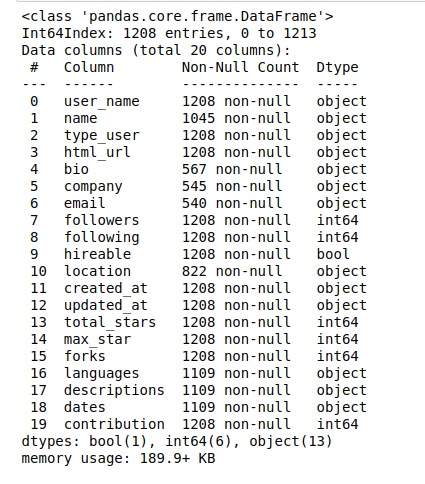 <class 'pandas.core.frame.DataFrame'>
Int64Index: 1208 entries, 0 to 1213
Data columns (total 20 columns):
 #   Column        Non-Null Count  Dtype
---  ------        --------------  -----
 0   user_name     1208 non-null   object
 1   name          1045 non-null   object
 2   type_user     1208 non-null   object
 3   html_url      1208 non-null   object
 4   bio           567 non-null    object
 5   company       545 non-null    object
 6   email         540 non-null    object
 7   followers     1208 non-null   int64
 8   following     1208 non-null   int64
 9   hireable      1208 non-null   bool
 10  location      822 non-null    object
 11  created_at    1208 non-null   object
 12  updated_at    1208 non-null   object
 13  total_stars   1208 non-null   int64
 14  max_star      1208 non-null   int64
 15  forks         1208 non-null   int64
 16  languages     1109 non-null   object
 17  descriptions  1109 non-null   object
 18  dates         1109 non-null   object
 19  contribution  1208 non-null   int64
dtypes: bool(1), int64(6), object(13)
memory usage: 189.9+ KB